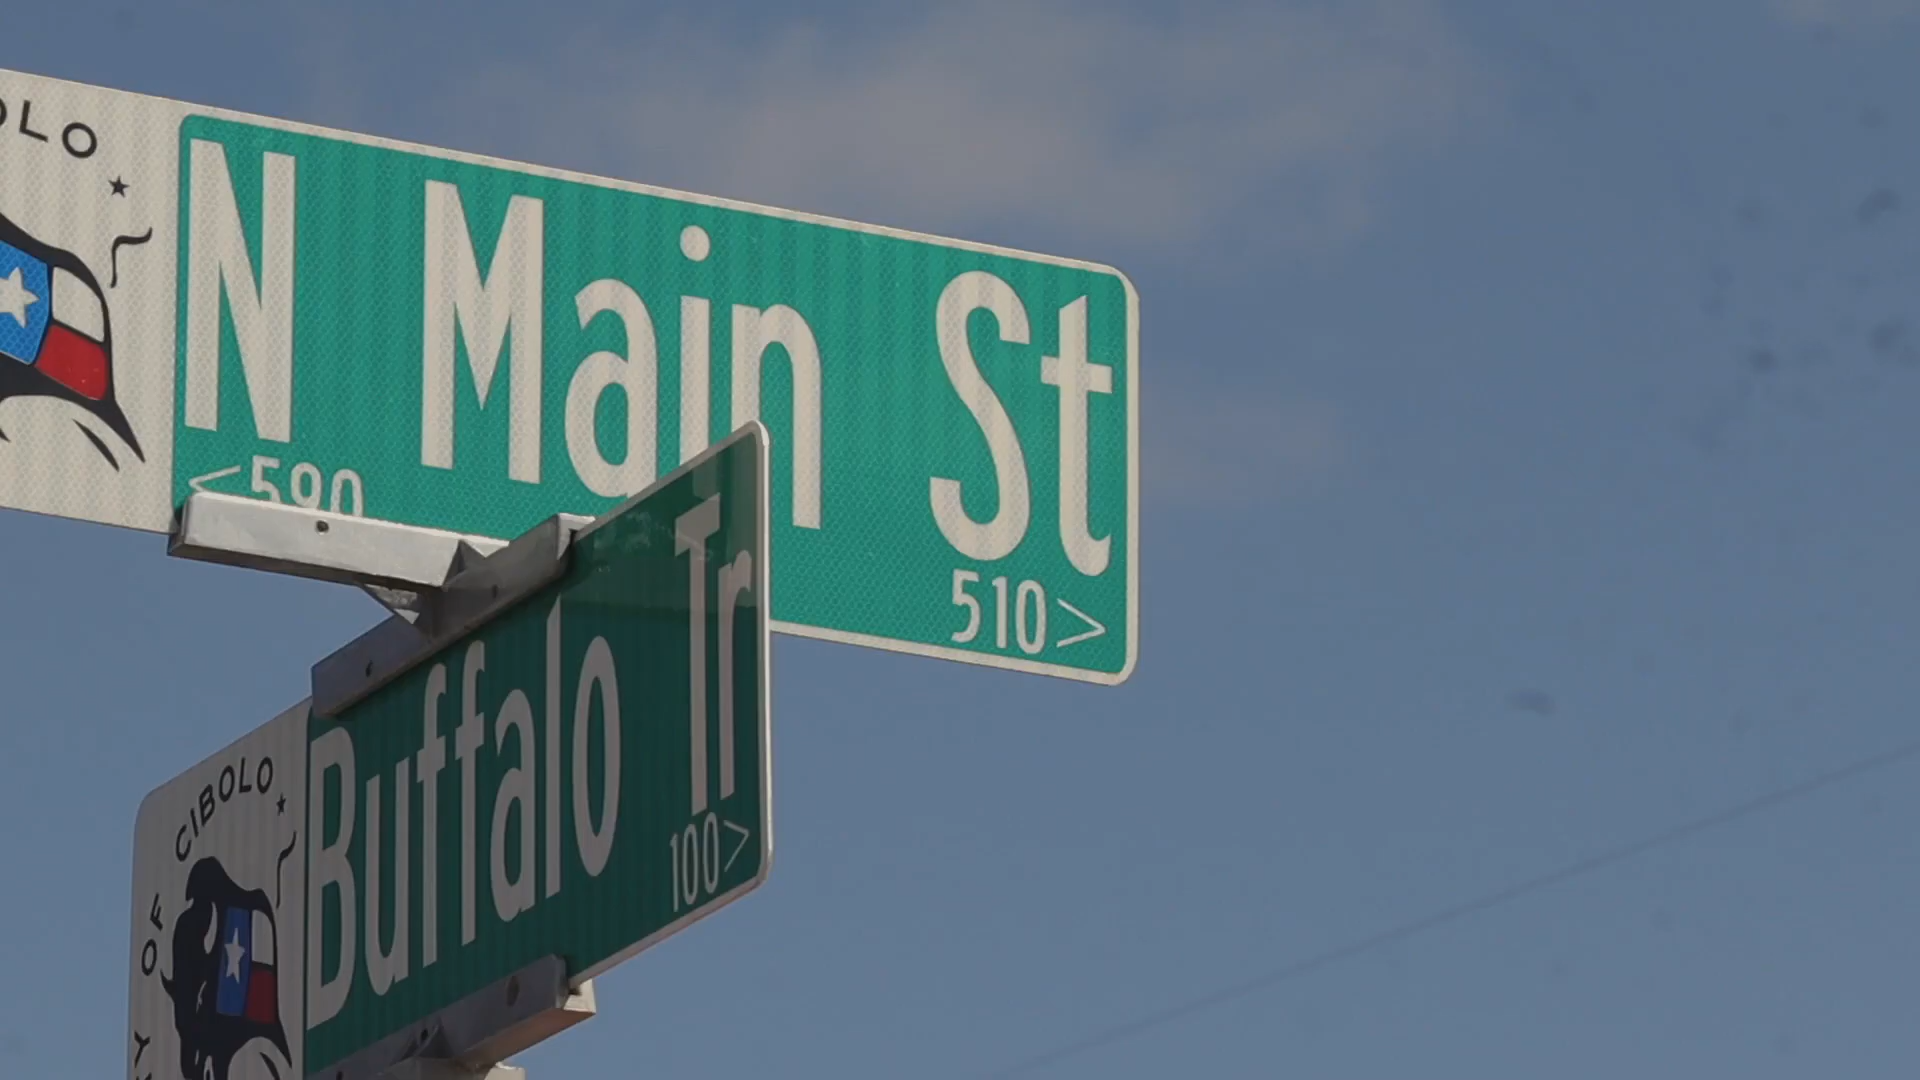 OLO
N Main St
<590
510>
Buffalo Tr
100>
CIBOLO
OF